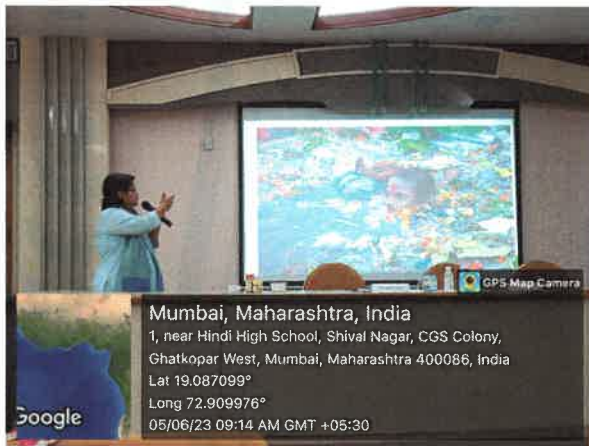 GPS Map Camera
Mumbai, Maharashtra, India
1, near Hindi High School, ShivaI Nagar, CGS Colony,
Ghatkopar West, Mumbai, Maharashtra 400086, India
Lat 19.087099°
Long 72.909976°
05/06/23 09:14 AM GMT +05:30
Google